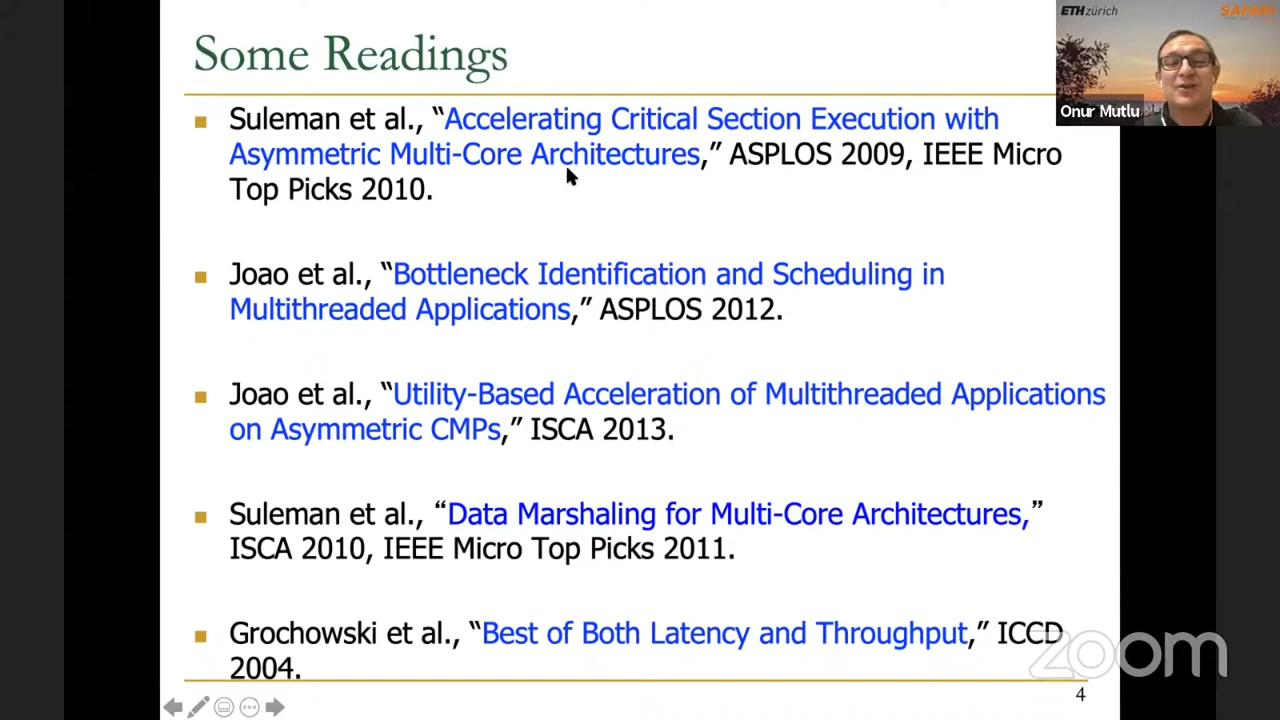 Some Readings
Suleman et al., “Accelerating Critical Section Execution with
Asymmetric Multi-Core Architectures,” ASPLOS 2009, IEEE Micro
Top Picks 2010.
Joao et al., “Bottleneck Identification and Scheduling in
Multithreaded Applications,” ASPLOS 2012.
Joao et al., “Utility-Based Acceleration of Multithreaded Applications
on Asymmetric CMPs,” ISCA 2013.
Suleman et al., “Data Marshaling for Multi-Core Architectures,”
ISCA 2010, IEEE Micro Top Picks 2011.
Grochowski et al., “Best of Both Latency and Throughput,” ICCD
2004.
4
ETH zürich
SAFARI
Onur Mutlu
zoom